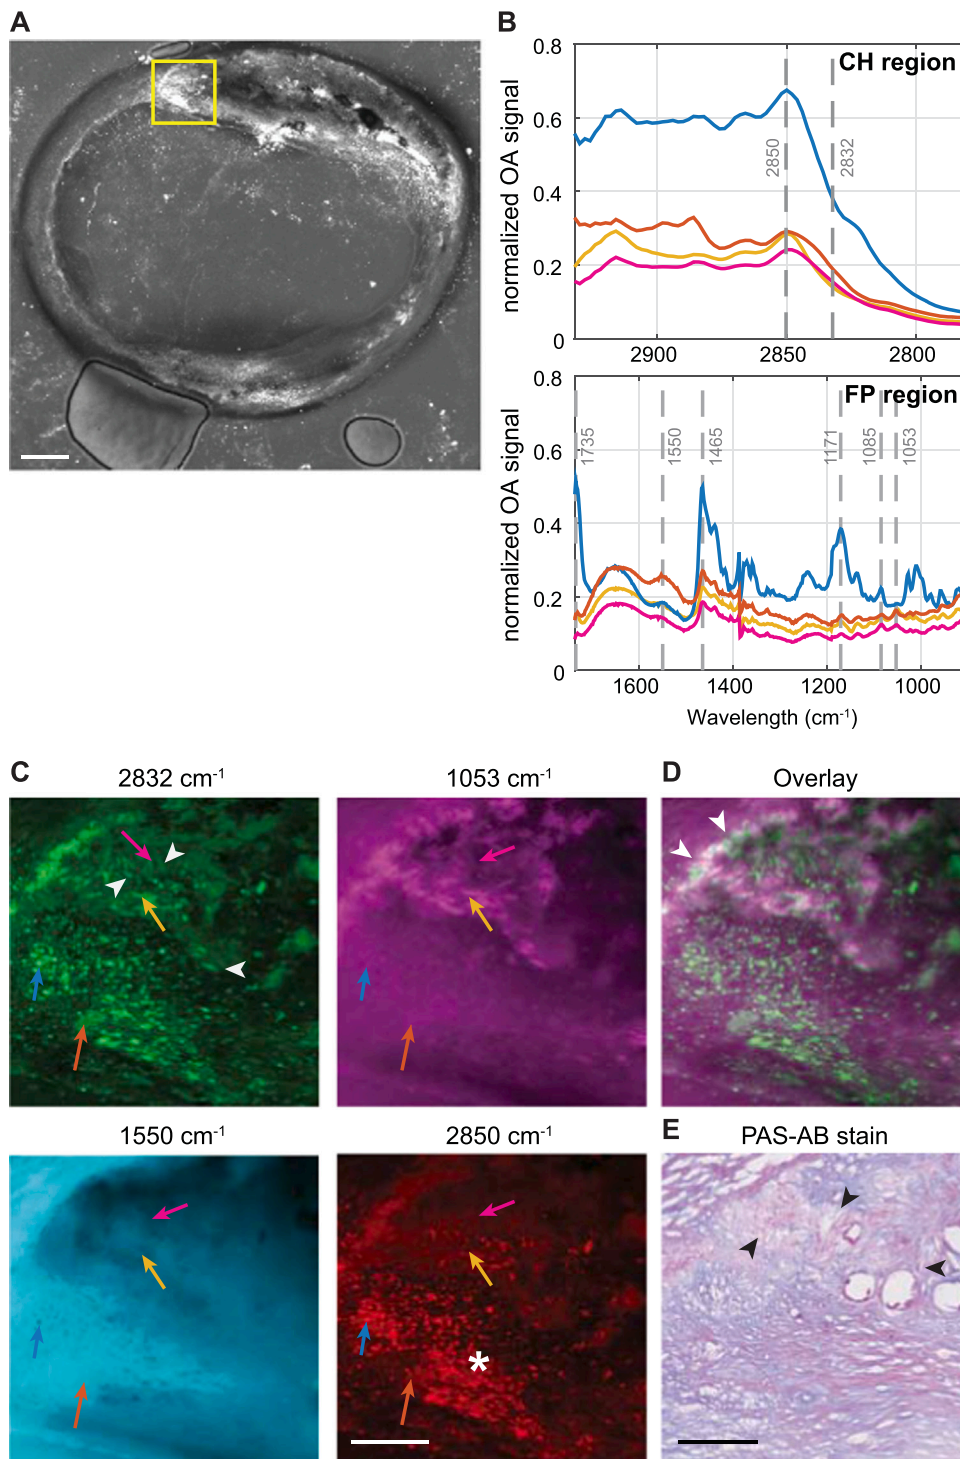 A
B
0.8
CH region
normalized OA signal
0.6
0.4
0.2
0
2850
2832
2900
2850
2800
0.8
FP region
normalized OA signal
0.6
0.4
0.2
0
1735
1550
1465
1171
1085
1053
1600
1400
1200
1000
Wavelength (cm-1)
C
2832 cm-1
1053 cm-1
D
Overlay
1550 cm-1
2850 cm-1
*
E
PAS-AB stain